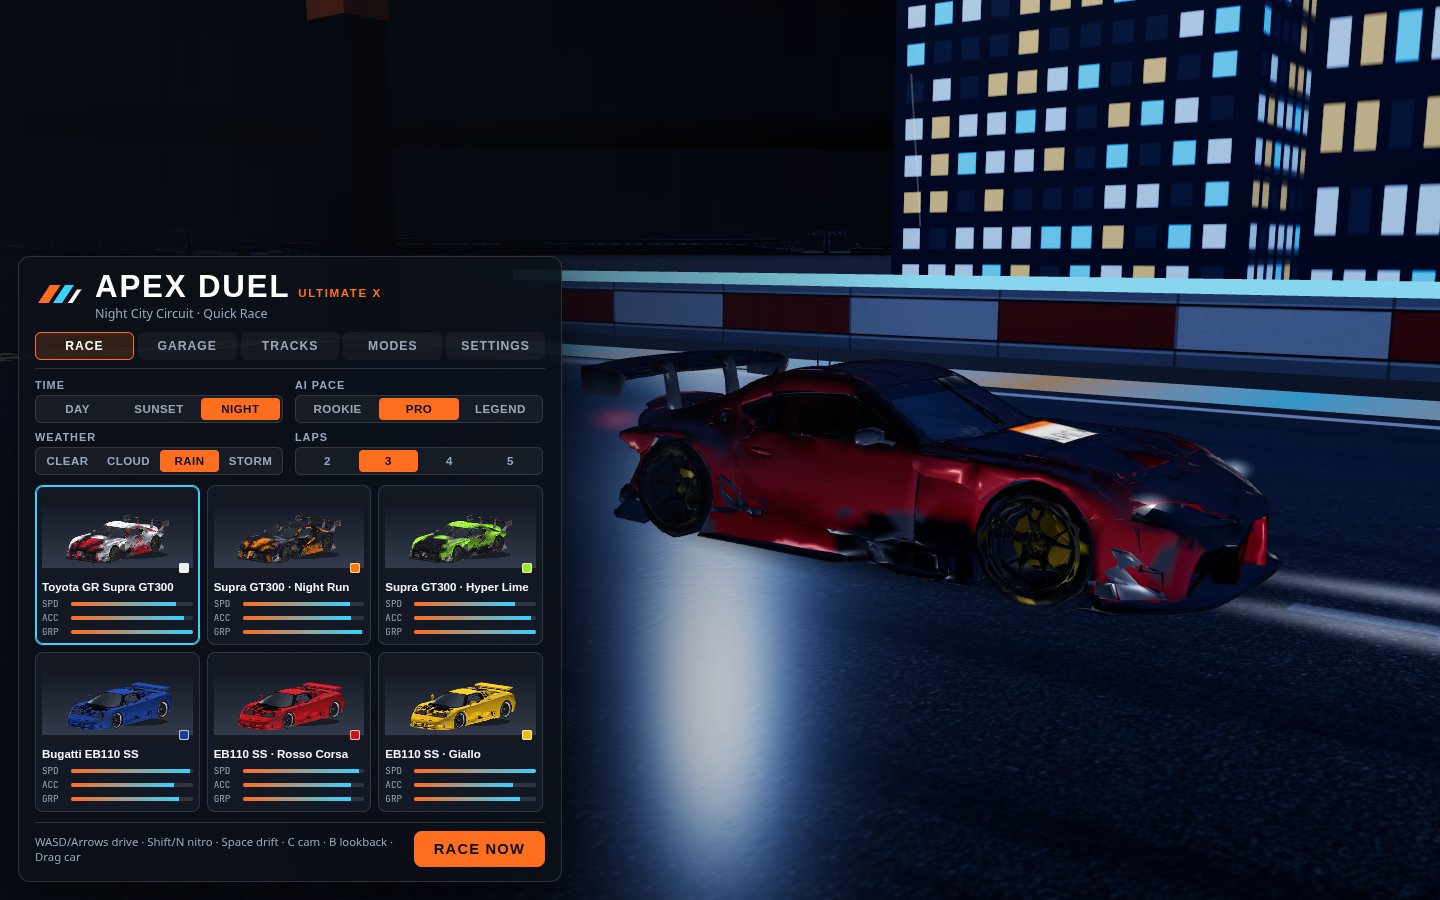 APEX DUEL ULTIMATE X
Night City Circuit · Quick Race
RACE GARAGE TRACKS MODES SETTINGS
TIME
DAY SUNSET NIGHT
AI PACE
ROOKIE PRO LEGEND
WEATHER
CLEAR CLOUD RAIN STORM
LAPS
2 3 4 5
Toyota GR Supra GT300
SPD
ACC
GRP
Supra GT300 · Night Run
SPD
ACC
GRP
Supra GT300 · Hyper Lime
SPD
ACC
GRP
Bugatti EB110 SS
SPD
ACC
GRP
EB110 SS · Rosso Corsa
SPD
ACC
GRP
EB110 SS · Giallo
SPD
ACC
GRP
WASD/Arrows drive · Shift/N nitro · Space drift · C cam · B lookback ·
Drag car
RACE NOW